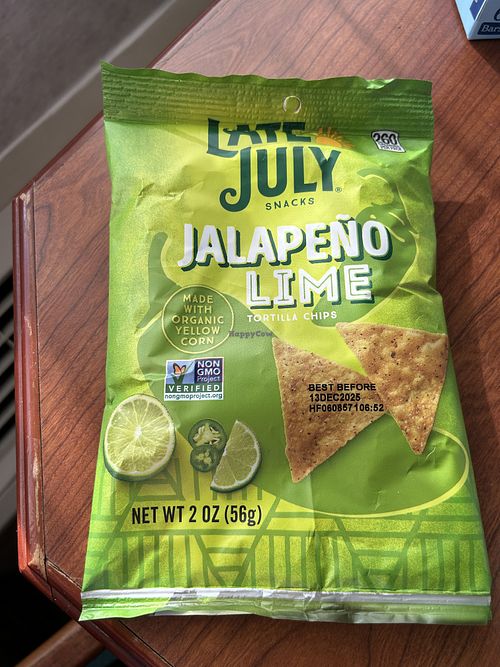 LATE
JULY®
SNACKS
260
JALAPEÑO
LIME
TORTILLA CHIPS
MADE
WITH
ORGANIC
YELLOW
CORN
HappyCow
NON
GMO
Project
VERIFIED
nongmoproject.org
BEST BEFORE
13DEC2025
HF060857106:52
NET WT 2 OZ (56g)